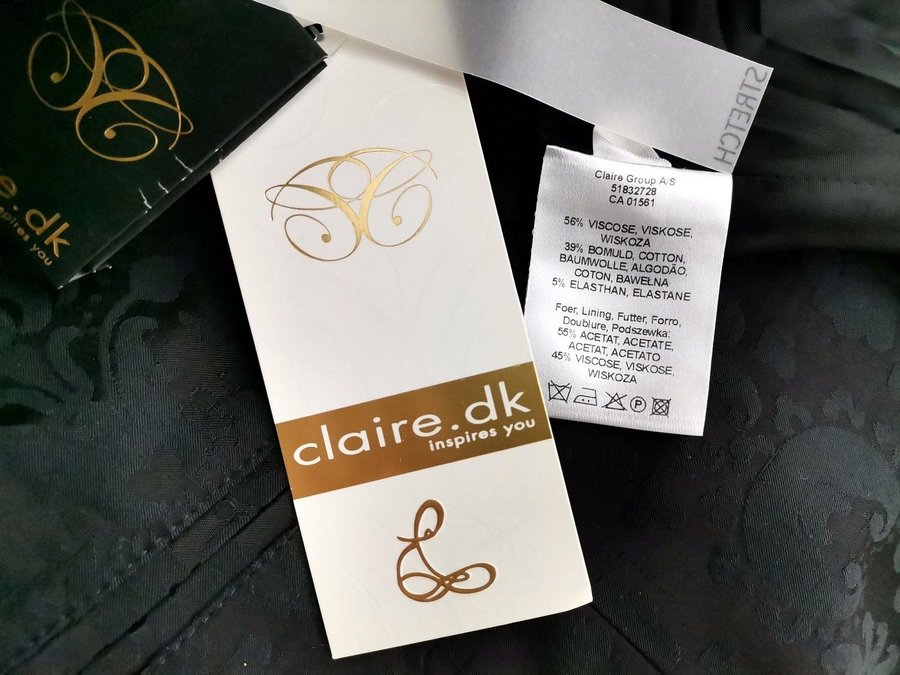 e.dk
inspires you
STRETCH
Claire Group A/S
51832728
CA 01561
56% VISCOSE, VISKOSE,
WISKOZA
39% BOMULD, COTTON,
BAUMWOLLE, ALGODÃO,
COTON, BAWEŁNA
5% ELASTHAN, ELASTANE
Foer, Lining, Futter, Forro,
Doublure, Podszewka:
55% ACETAT, ACETATE,
ACETAT, ACETATO
45% VISCOSE, VISKOSE,
WISKOZA
P
claire.dk
inspires you